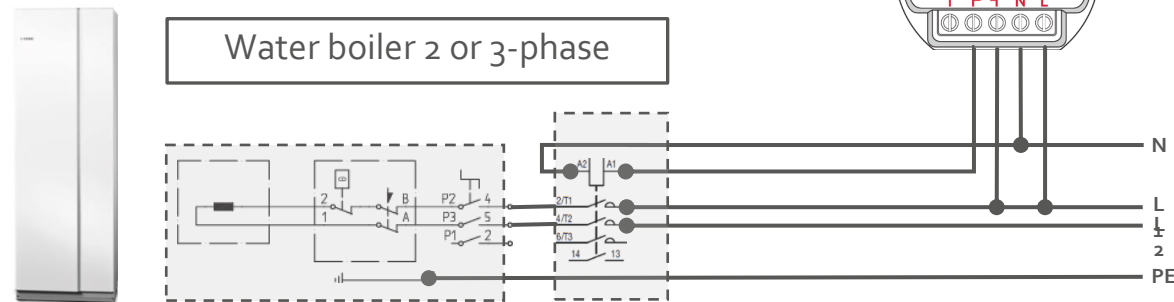 Water boiler 2 or 3-phase
N L
N
A2 A1
2 B P2 4 2/T1 L
1 A P3 5 4/T2 L
1
2
P1 2 6/T3
14 13
PE